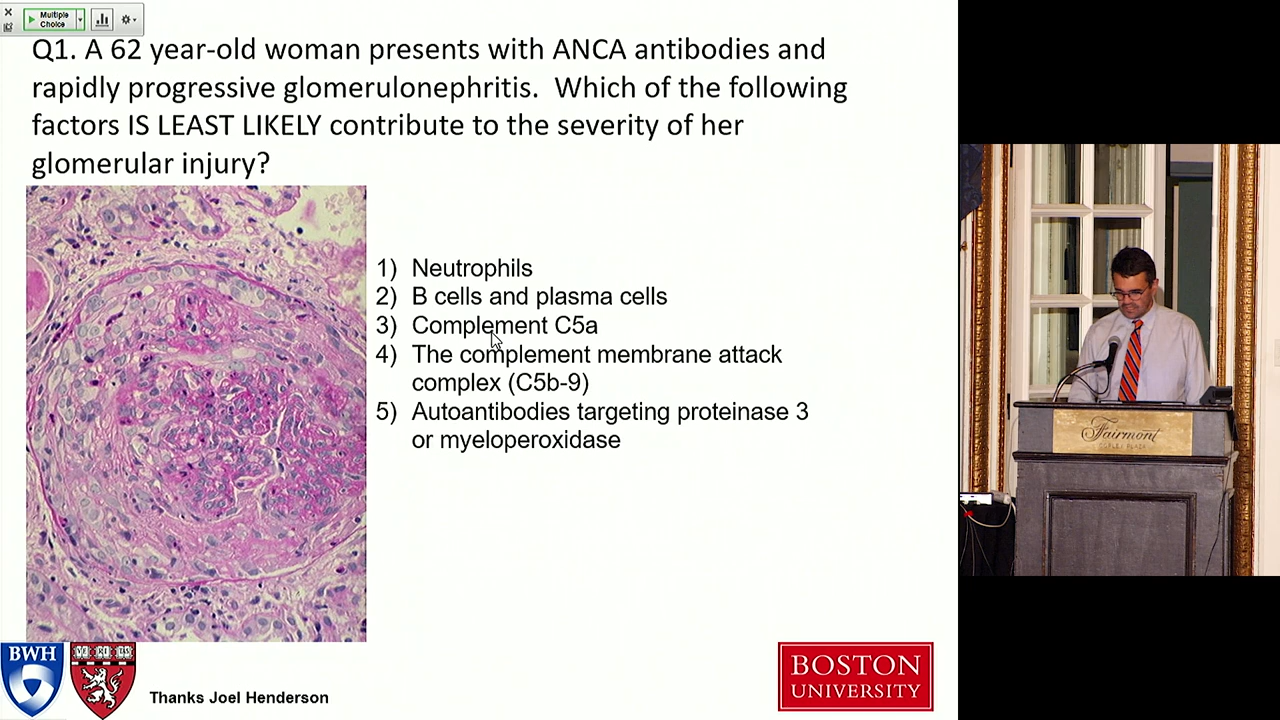 Multiple
Choice
Q1. A 62 year-old woman presents with ANCA antibodies and
rapidly progressive glomerulonephritis.  Which of the following
factors IS LEAST LIKELY contribute to the severity of her
glomerular injury?
1) Neutrophils
2) B cells and plasma cells
3) Complement C5a
4) The complement membrane attack
complex (C5b-9)
5) Autoantibodies targeting proteinase 3
or myeloperoxidase
Fairmont
COPLEY PLAZA
BWH
Thanks Joel Henderson
BOSTON
UNIVERSITY